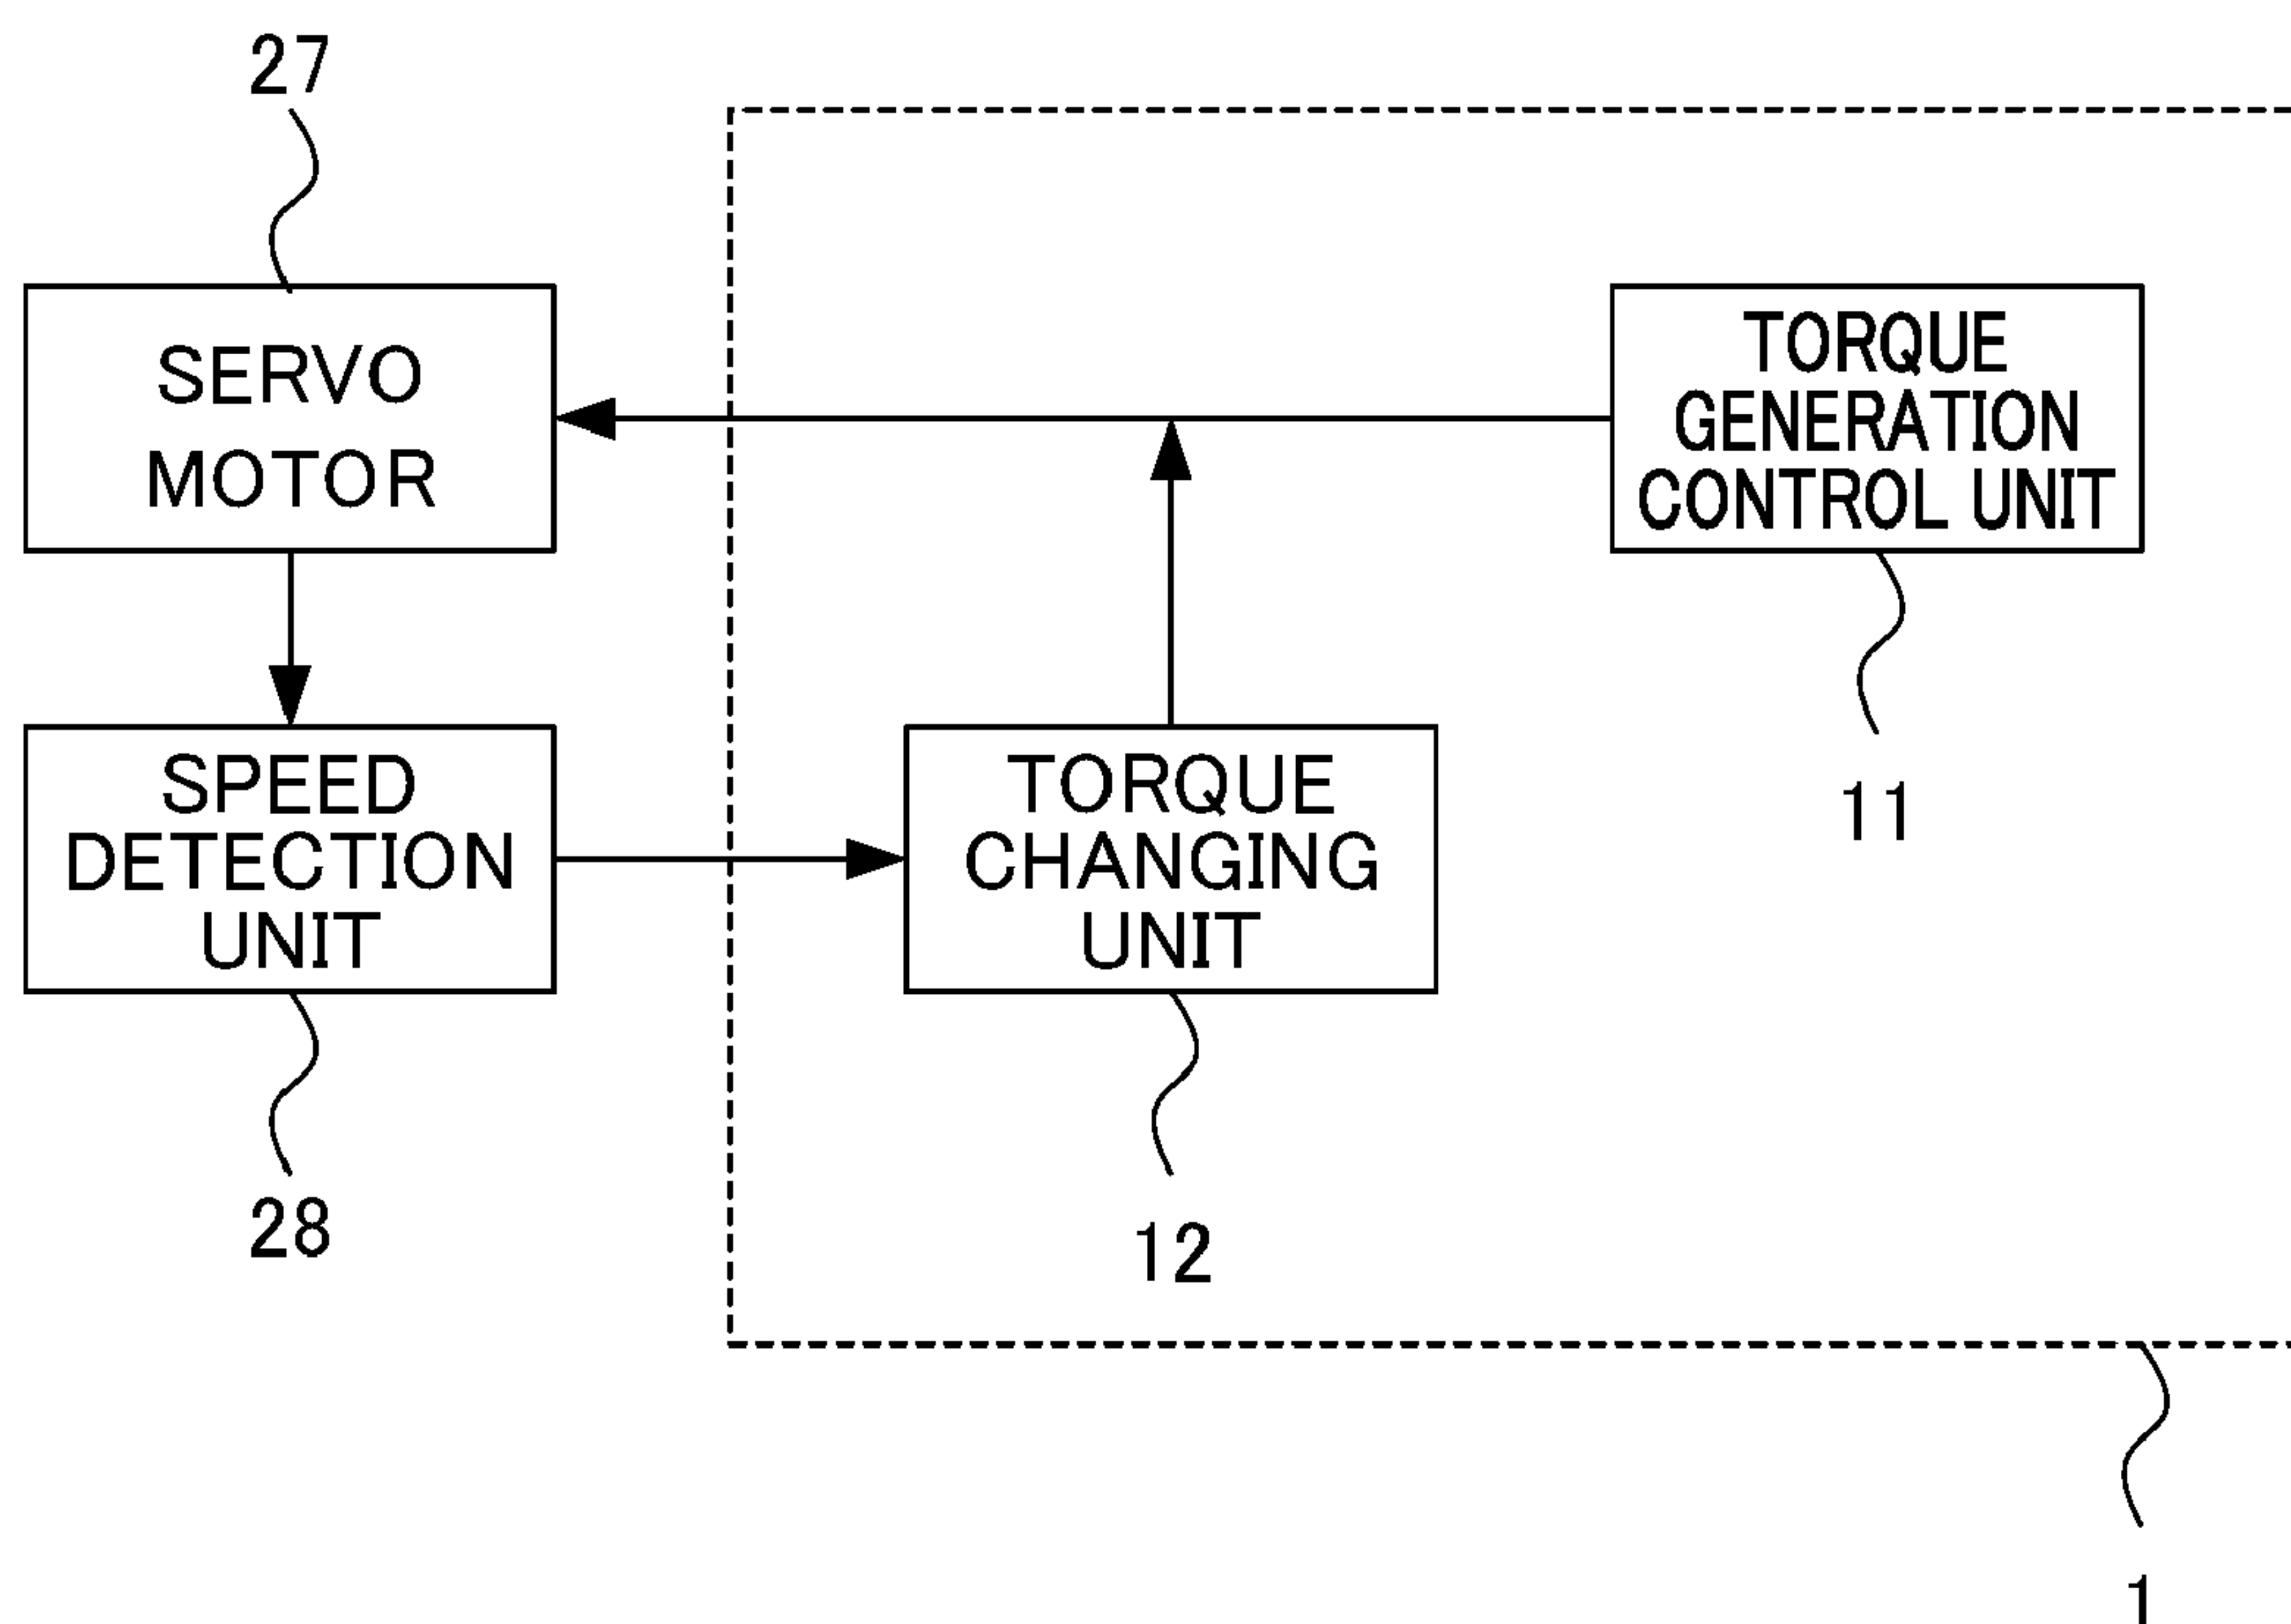 27
SERVO
MOTOR
TORQUE
GENERATION
CONTROL UNIT
SPEED
DETECTION
UNIT
TORQUE
CHANGING
UNIT
11
28
12
1